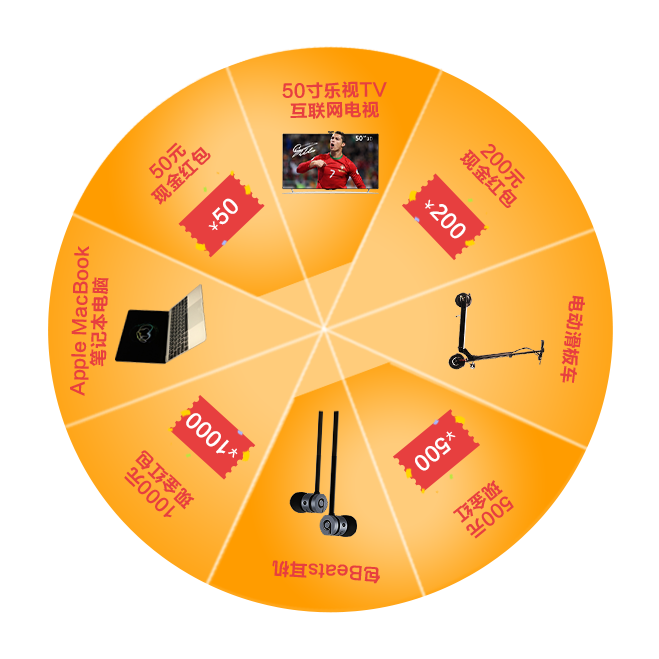 50寸乐视TV
互联网电视
50"
7
200元
现金红包
¥200
电动滑板车
500元
现金红
¥500
包Beats耳机
1000元
现金红包
¥1000
Apple MacBook
笔记本电脑
50元
现金红包
¥50